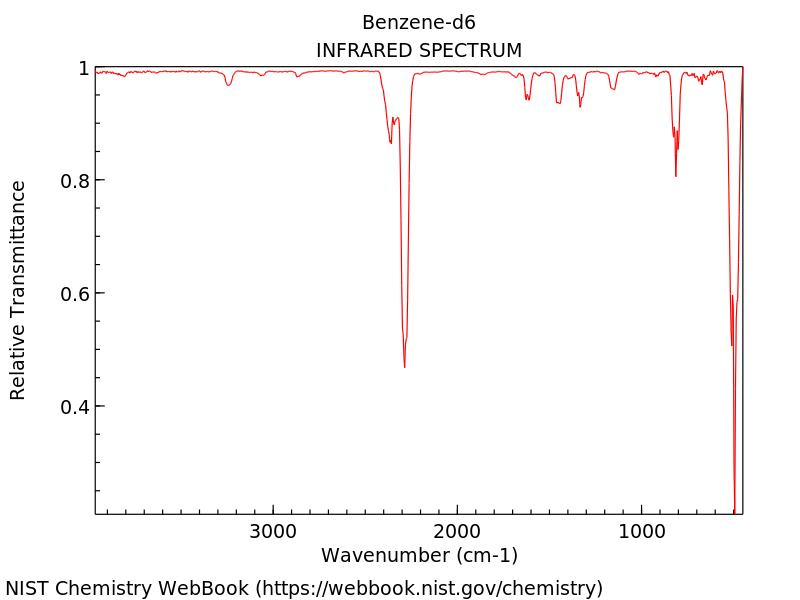 Benzene-d6
INFRARED SPECTRUM
1
0.8
0.6
0.4
Relative Transmittance
3000
2000
1000
Wavenumber (cm-1)
NIST Chemistry WebBook (https://webbook.nist.gov/chemistry)